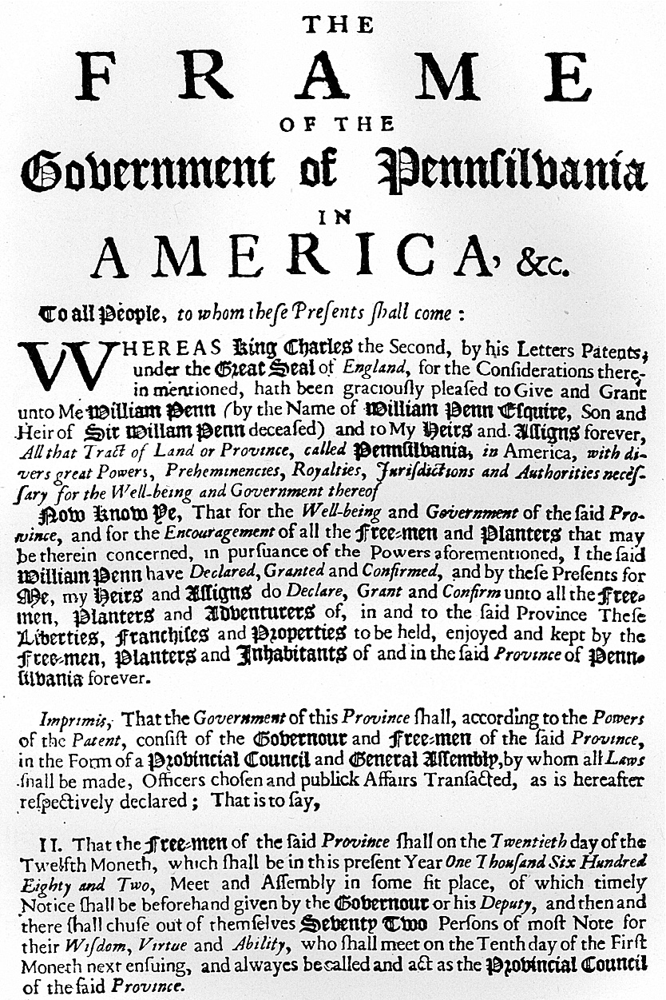 THE
FRAME
OF THE
Government of Pennſilvania
IN
AMERICA, &c.
To all People, to whom theſe Preſents ſhall come :
WHEREAS King Charles the Second, by his Letters Patents,
under the Great Seal of England, for the Conſiderations there-
in mentioned, hath been graciouſly pleaſed to Give and Grant
unto Me William Penn (by the Name of William Penn Eſquire, Son and
Heir of Sir Willam Penn deceaſed) and to My Heirs and Aſſigns forever,
All that Tract of Land or Province, called Pennſilvania, in America, with di-
vers great Powers, Preheminencies, Royalties, Juriſdictions and Authorities neceſ-
ſary for the Well-being and Government thereof
Now Know Ye, That for the Well-being and Government of the ſaid Pro-
vince, and for the Encouragement of all the Free-men and Planters that may
be therein concerned, in purſuance of the Powers aforementioned, I the ſaid
William Penn have Declared, Granted and Confirmed, and by theſe Preſents for
Me, my Heirs and Aſſigns do Declare, Grant and Confirm unto all the Free-
men, Planters and Adventurers of, in and to the ſaid Province Theſe
Liberties, Franchiſes and Properties to be held, enjoyed and kept by the
Free-men, Planters and Inhabitants of and in the ſaid Province of Penn-
ſilvania forever.
Imprimis, That the Government of this Province ſhall, according to the Powers
of the Patent, conſiſt of the Governour and Free-men of the ſaid Province,
in the Form of a Provincial Council and General Aſſembly, by whom all Laws
ſhall be made, Officers choſen and publick Affairs Tranſacted, as is hereafter
reſpectively declared ; That is to ſay,
II. That the Free-men of the ſaid Province ſhall on the Twentieth day of the
Twelfth Moneth, which ſhall be in this preſent Year One Thouſand Six Hundred
Eighty and Two, Meet and Aſſembly in ſome fit place, of which timely
Notice ſhall be beforehand given by the Governour or his Deputy, and then and
there ſhall chuſe out of themſelves Seventy Two Perſons of moſt Note for
their Wiſdom, Virtue and Ability, who ſhall meet on the Tenth day of the Firſt
Moneth next enſuing, and alwayes be called and act as the Provincial Council
of the ſaid Province.